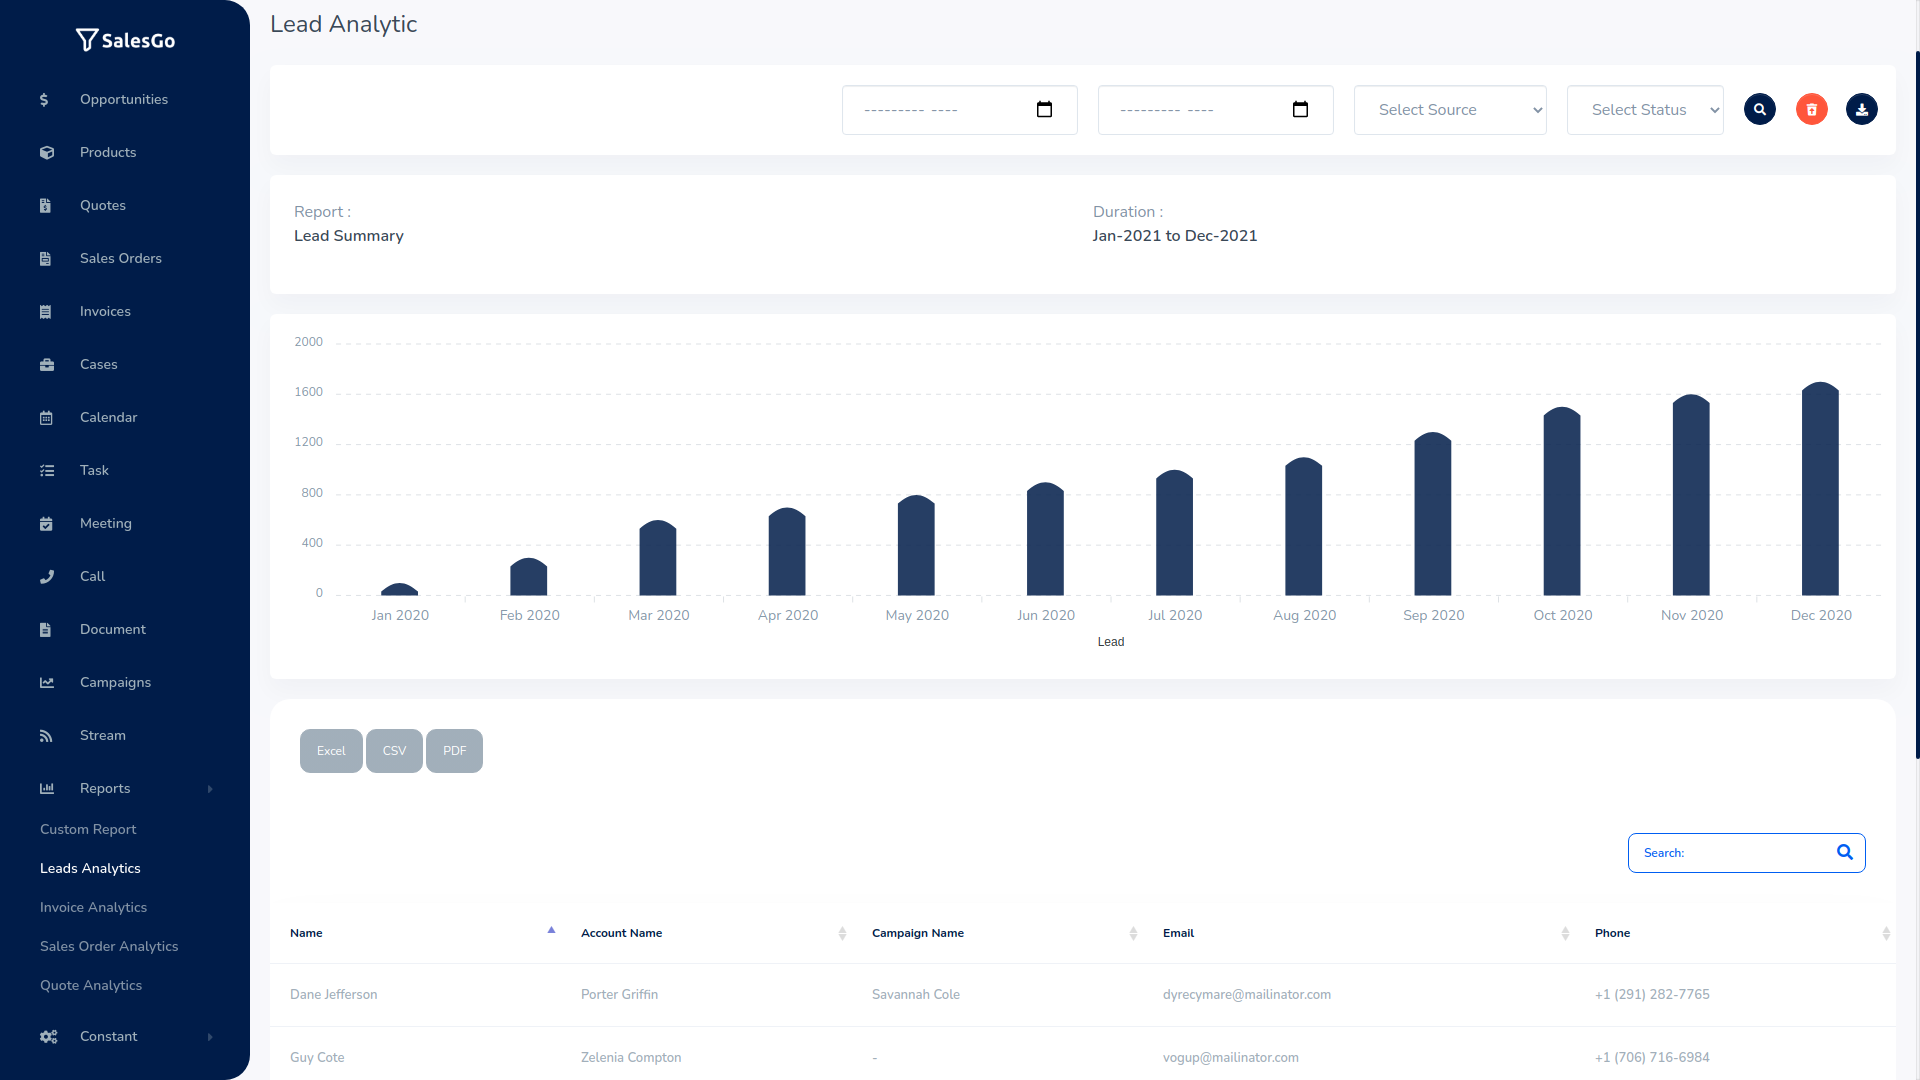 SalesGo
Opportunities
Products
Quotes
Sales Orders
Invoices
Cases
Calendar
Task
Meeting
Call
Document
Campaigns
Stream
Reports
Custom Report
Leads Analytics
Invoice Analytics
Sales Order Analytics
Quote Analytics
Constant
Lead Analytic
--------- ---- --------- ---- Select Source Select Status
Report : Duration :
Lead Summary Jan-2021 to Dec-2021
2000
1600
1200
800
400
0
Jan 2020 Feb 2020 Mar 2020 Apr 2020 May 2020 Jun 2020 Jul 2020 Aug 2020 Sep 2020 Oct 2020 Nov 2020 Dec 2020
Lead
Excel CSV PDF
Search:
Name Account Name Campaign Name Email Phone
Dane Jefferson Porter Griffin Savannah Cole dyrecymare@mailinator.com +1 (291) 282-7765
Guy Cote Zelenia Compton - vogup@mailinator.com +1 (706) 716-6984